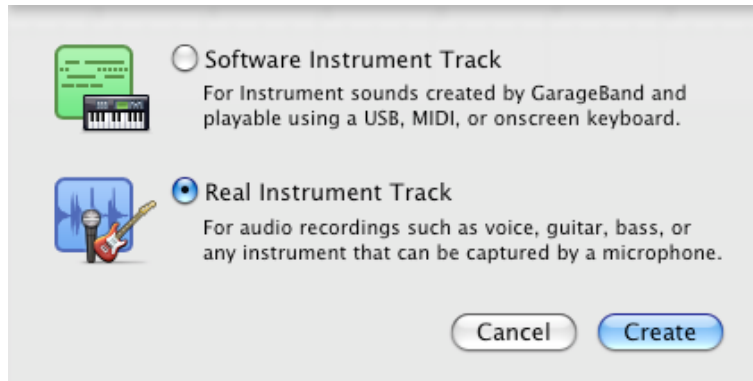 Software Instrument Track
For Instrument sounds created by GarageBand and
playable using a USB, MIDI, or onscreen keyboard.
Real Instrument Track
For audio recordings such as voice, guitar, bass, or
any instrument that can be captured by a microphone.
Cancel Create